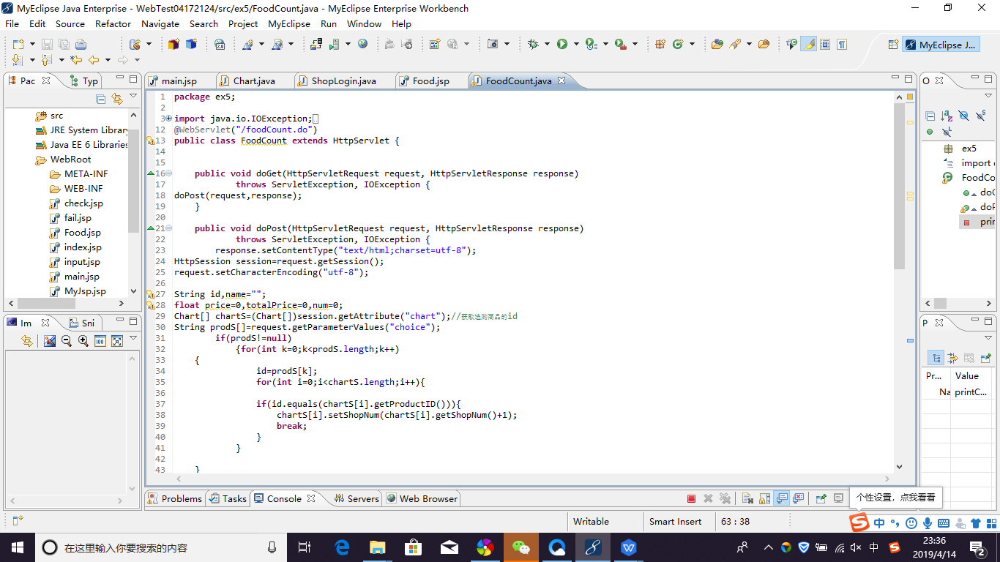 MyEclipse Java Enterprise - WebTest04172124/src/ex5/FoodCount.java - MyEclipse Enterprise Workbench
File Edit Source Refactor Navigate Search Project MyEclipse Run Window Help
MyEclipse J...
Pac
Typ
main.jsp
Chart.java
ShopLogin.java
Food.jsp
FoodCount.java
O
src
JRE System Library
Java EE 6 Libraries
WebRoot
META-INF
WEB-INF
check.jsp
fail.jsp
Food.jsp
index.jsp
input.jsp
main.jsp
MyJsp.jsp
1 package ex5;
2
3 import java.io.IOException;
12 @WebServlet("/foodCount.do")
13 public class FoodCount extends HttpServlet {
14
15
16 public void doGet(HttpServletRequest request, HttpServletResponse response)
17 throws ServletException, IOException {
18 doPost(request,response);
19 }
20
21 public void doPost(HttpServletRequest request, HttpServletResponse response)
22 throws ServletException, IOException {
23 response.setContentType("text/html;charset=utf-8");
24 HttpSession session=request.getSession();
25 request.setCharacterEncoding("utf-8");
26
27 String id,name="";
28 float price=0,totalPrice=0,num=0;
29 Chart[] chartS=(Chart[])session.getAttribute("chart");//获取选购商品的id
30 String prodS[]=request.getParameterValues("choice");
31 if(prodS!=null)
32 {for(int k=0;k<prodS.length;k++)
33 {
34 id=prodS[k];
35 for(int i=0;i<chartS.length;i++){
36
37 if(id.equals(chartS[i].getProductID())){
38 chartS[i].setShopNum(chartS[i].getShopNum()+1);
39 break;
40 }
41 }
42
43 }
ex5
import
FoodCo
doG
doP
prin
Im
Sni
P
Pr...
Value
Na
printC...
Problems
Tasks
Console
Servers
Web Browser
个性设置，点我看看
Writable
Smart Insert
63 : 38
中
在这里输入你要搜索的内容
中
23:36
2019/4/14
2